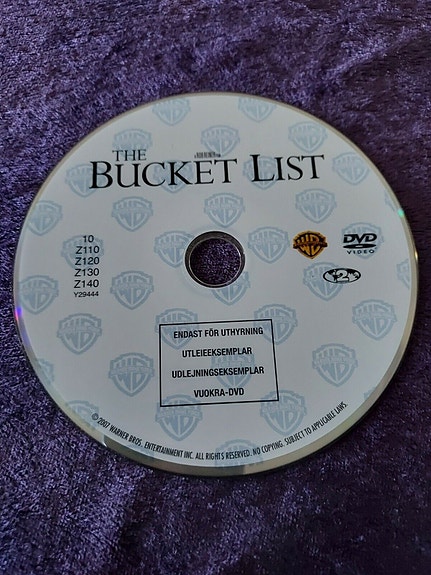 THE
BUCKET LIST
10
Z110
Z120
Z130
Z140
Y29444
DVD
VIDEO
2
ENDAST FÖR UTHYRNING
UTLEIEEKSEMPLAR
UDLEJNINGSEKSEMPLAR
VUOKRA-DVD
© 2007 WARNER BROS. ENTERTAINMENT INC. ALL RIGHTS RESERVED. NO COPYING. SUBJECT TO APPLICABLE LAWS.